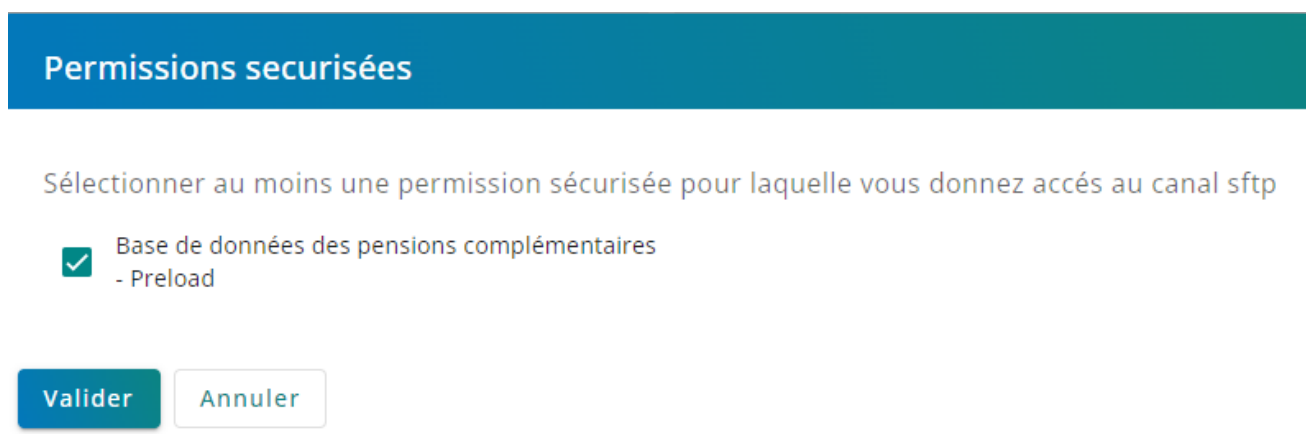 Permissions securisées
Sélectionner au moins une permission sécurisée pour laquelle vous donnez accés au canal sftp
Base de données des pensions complémentaires
- Preload
Valider
Annuler